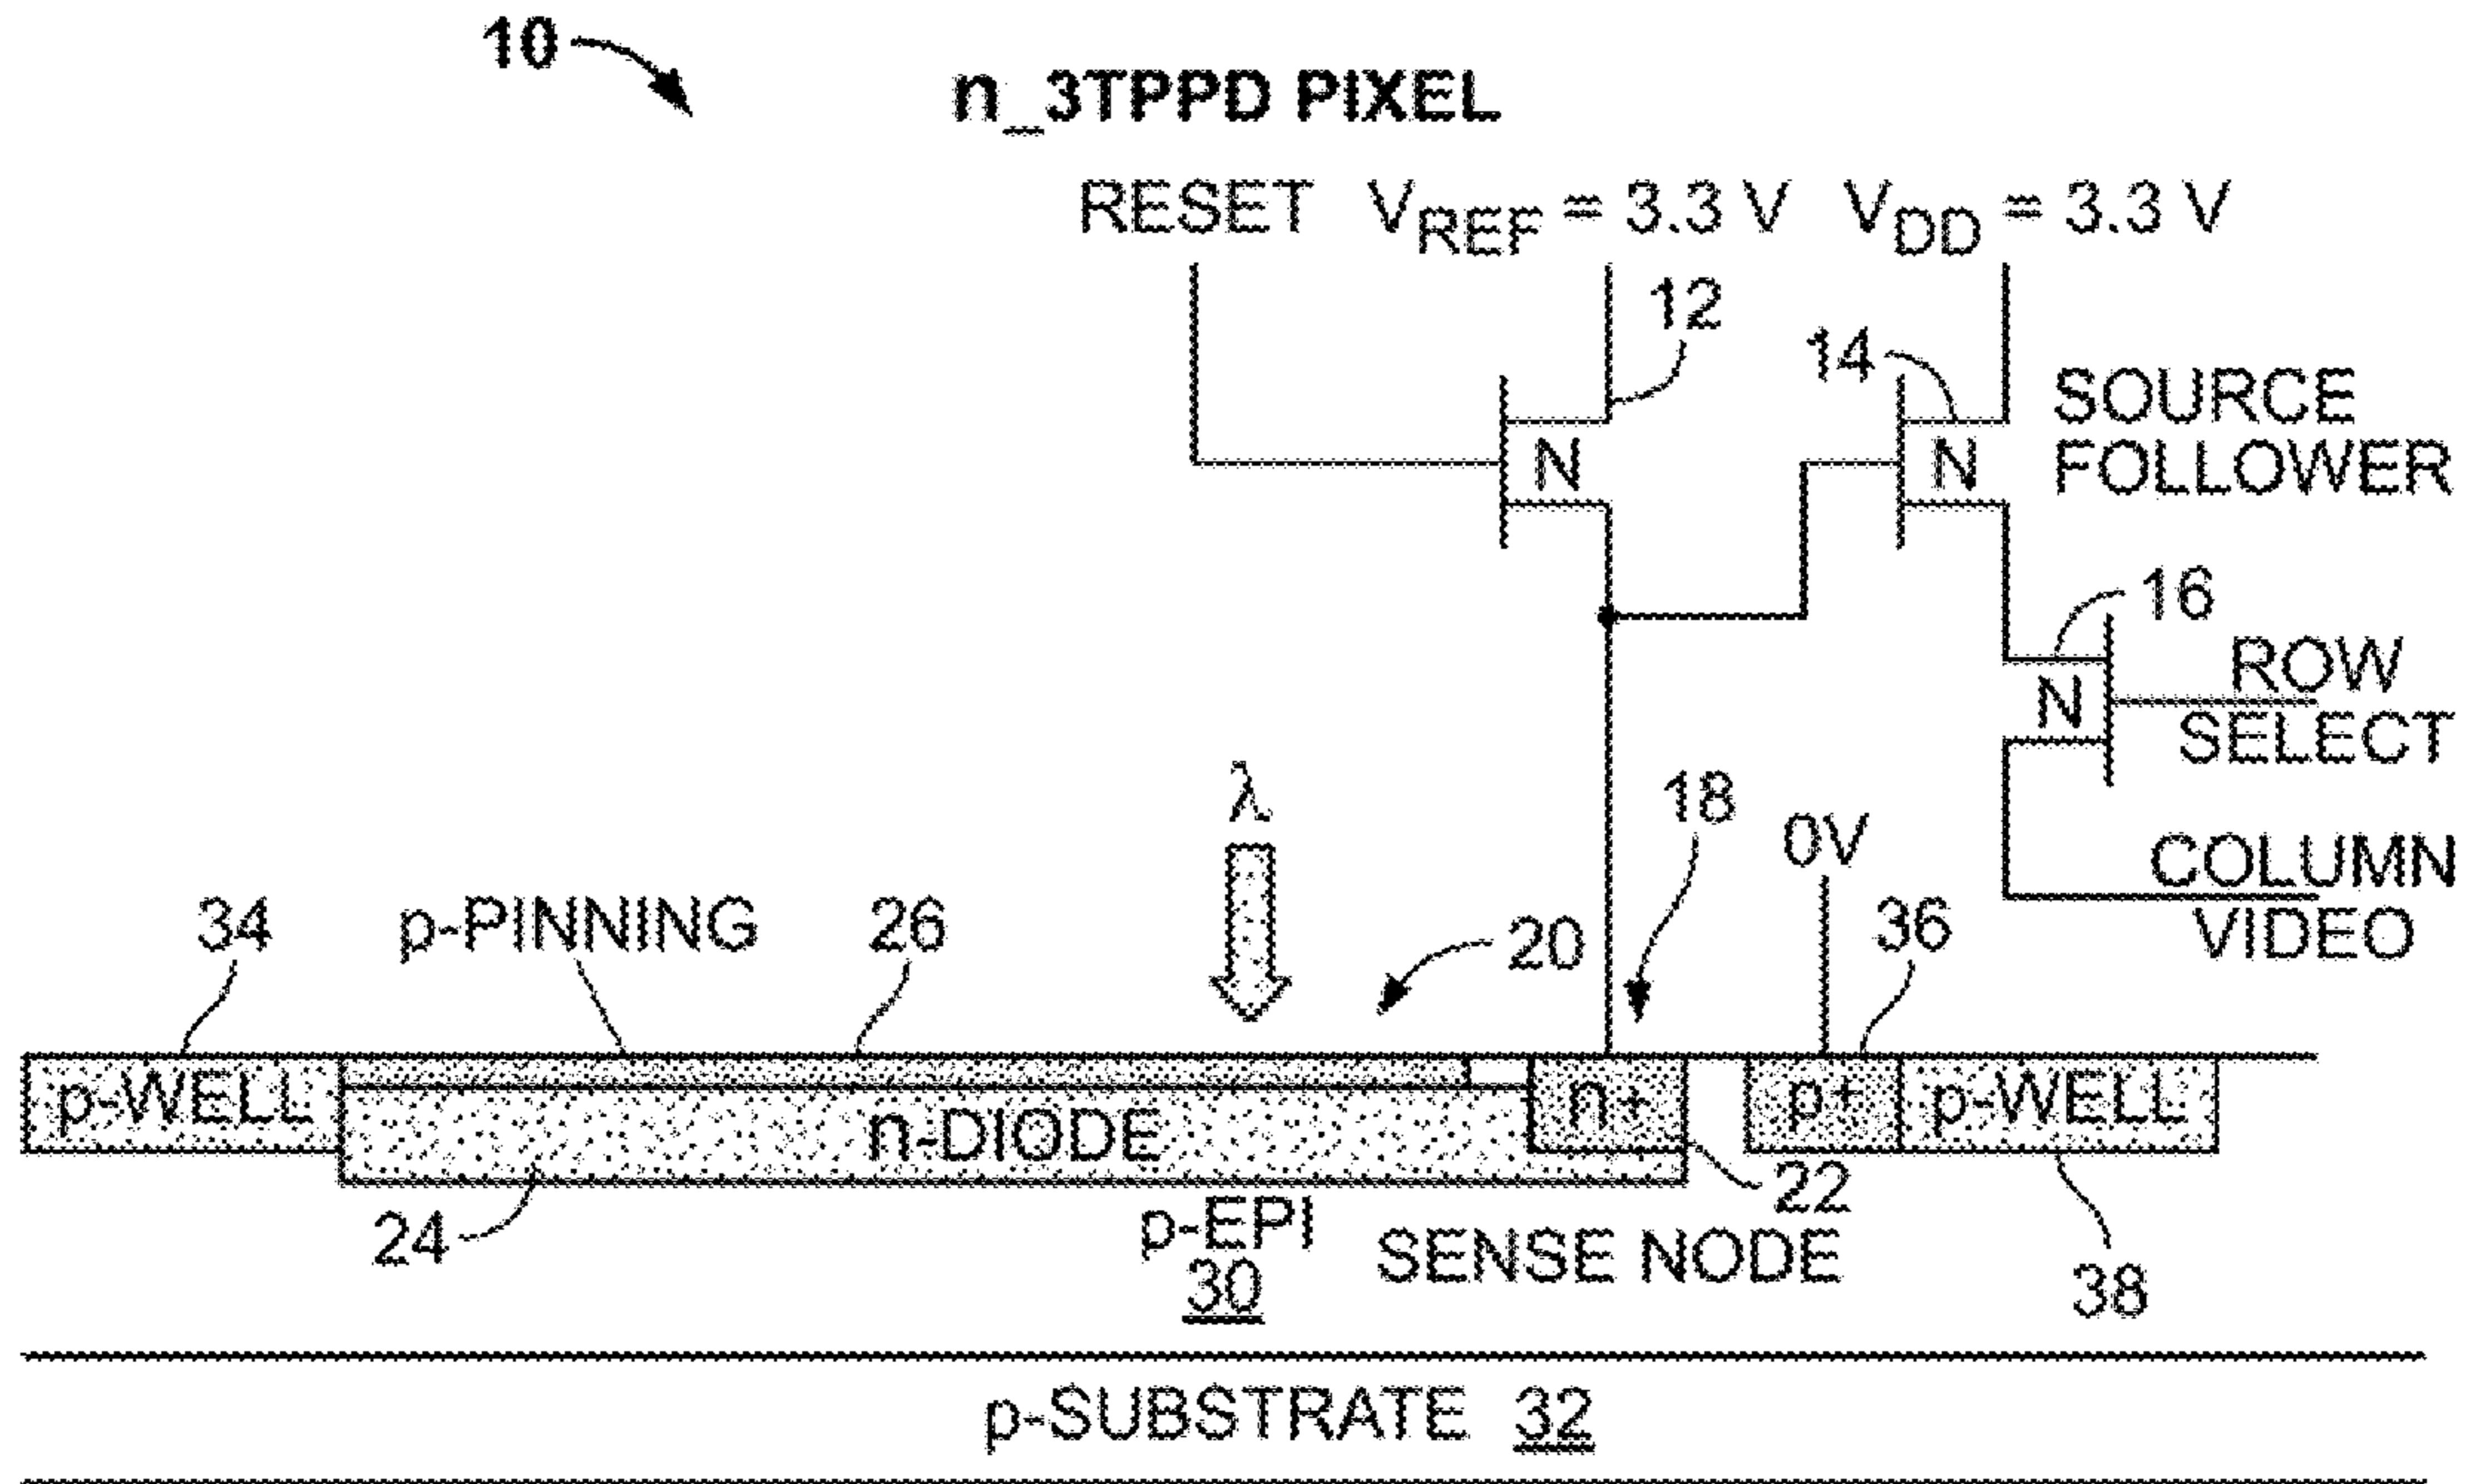 10
n_3TPPD PIXEL
RESET V_REF = 3.3 V V_DD = 3.3 V
12
14
SOURCE
FOLLOWER
N
N
16
ROW
N
SELECT
λ
18
0V
COLUMN
VIDEO
34
p-PINNING
26
20
36
p-WELL
n-DIODE
n+
p+
p-WELL
24
22
p-EPI
30
SENSE NODE
38
p-SUBSTRATE 32